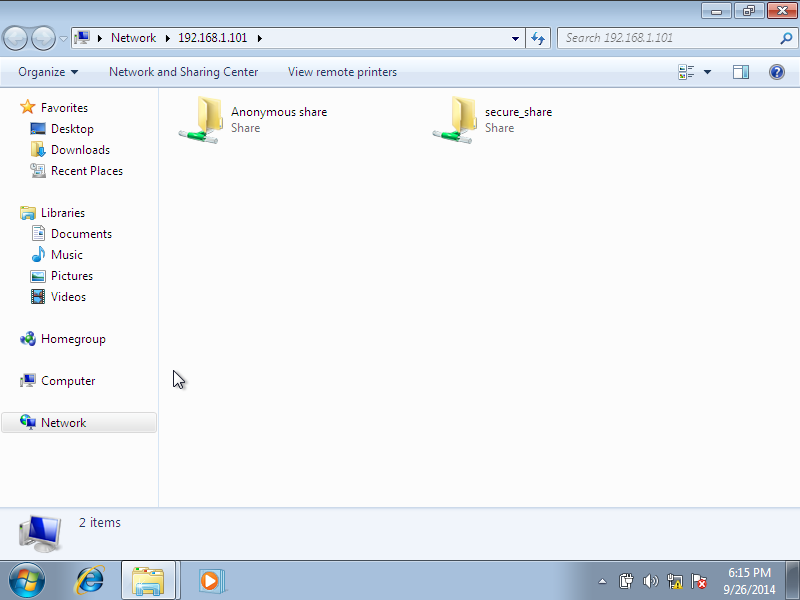 Network 192.168.1.101
Search 192.168.1.101
Organize Network and Sharing Center View remote printers
Favorites
Desktop
Downloads
Recent Places
Libraries
Documents
Music
Pictures
Videos
Homegroup
Computer
Network
Anonymous share
Share
secure_share
Share
2 items
6:15 PM
9/26/2014